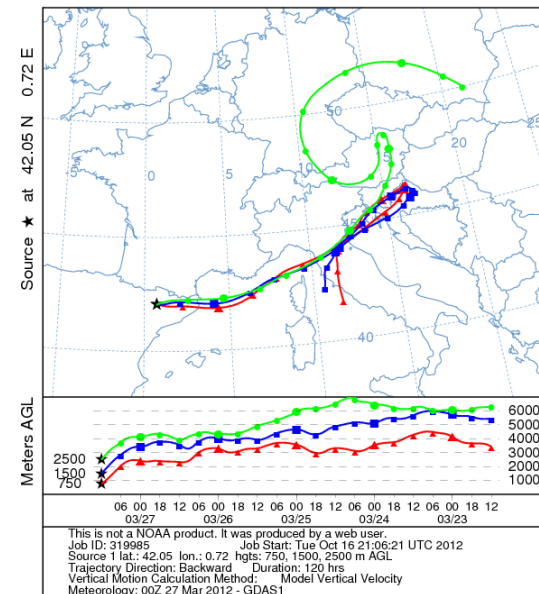 Source ★ at 42.05 N 0.72 E
-5
0
5
10
15
20
25
50
45
40
Meters AGL
2500
1500
750
6000
5000
4000
3000
2000
1000
06 00 18 12 06 00 18 12 06 00 18 12 06 00 18 12 06 00 18 12
03/27 03/26 03/25 03/24 03/23
This is not a NOAA product. It was produced by a web user.
Job ID: 319985 Job Start: Tue Oct 16 21:06:21 UTC 2012
Source 1 lat.: 42.05 lon.: 0.72 hgts: 750, 1500, 2500 m AGL
Trajectory Direction: Backward Duration: 120 hrs
Vertical Motion Calculation Method: Model Vertical Velocity
Meteorology: 00Z 27 Mar 2012 - GDAS1